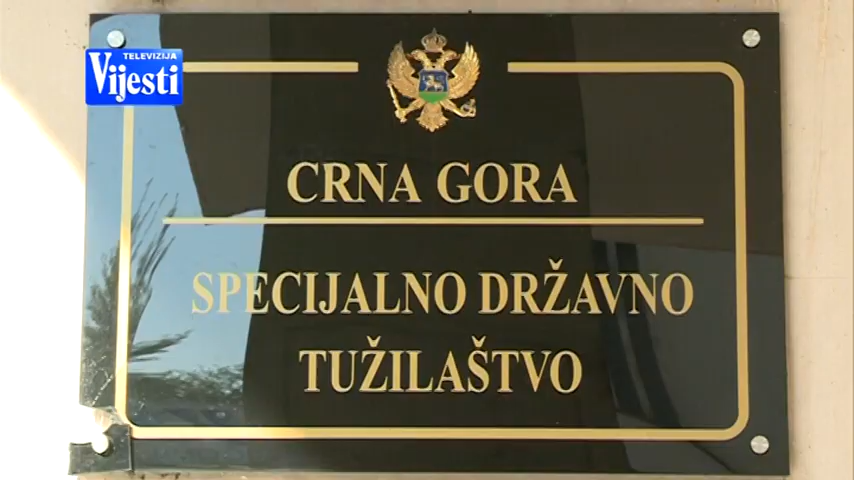 TELEVIZIJA
Vijesti
CRNA GORA
SPECIJALNO DRŽAVNO
TUŽILAŠTVO